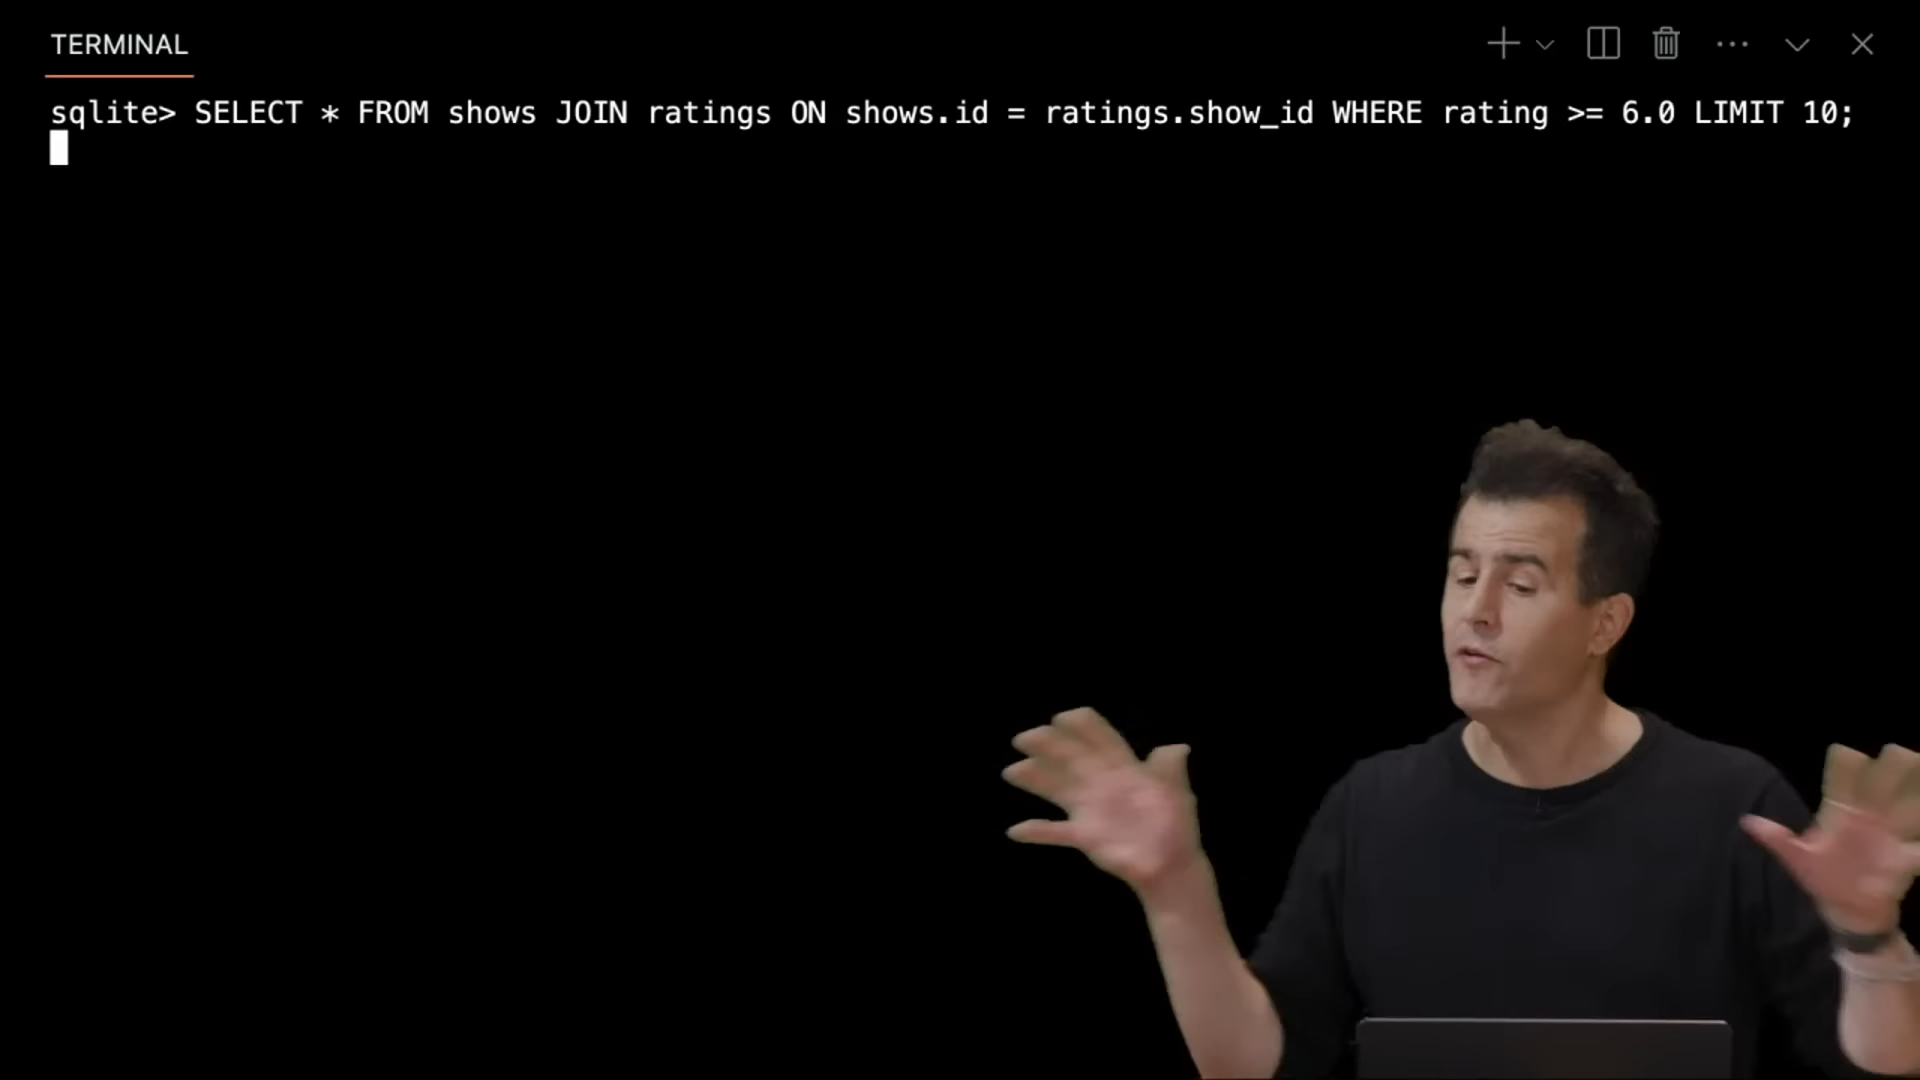 TERMINAL
sqlite> SELECT * FROM shows JOIN ratings ON shows.id = ratings.show_id WHERE rating >= 6.0 LIMIT 10;